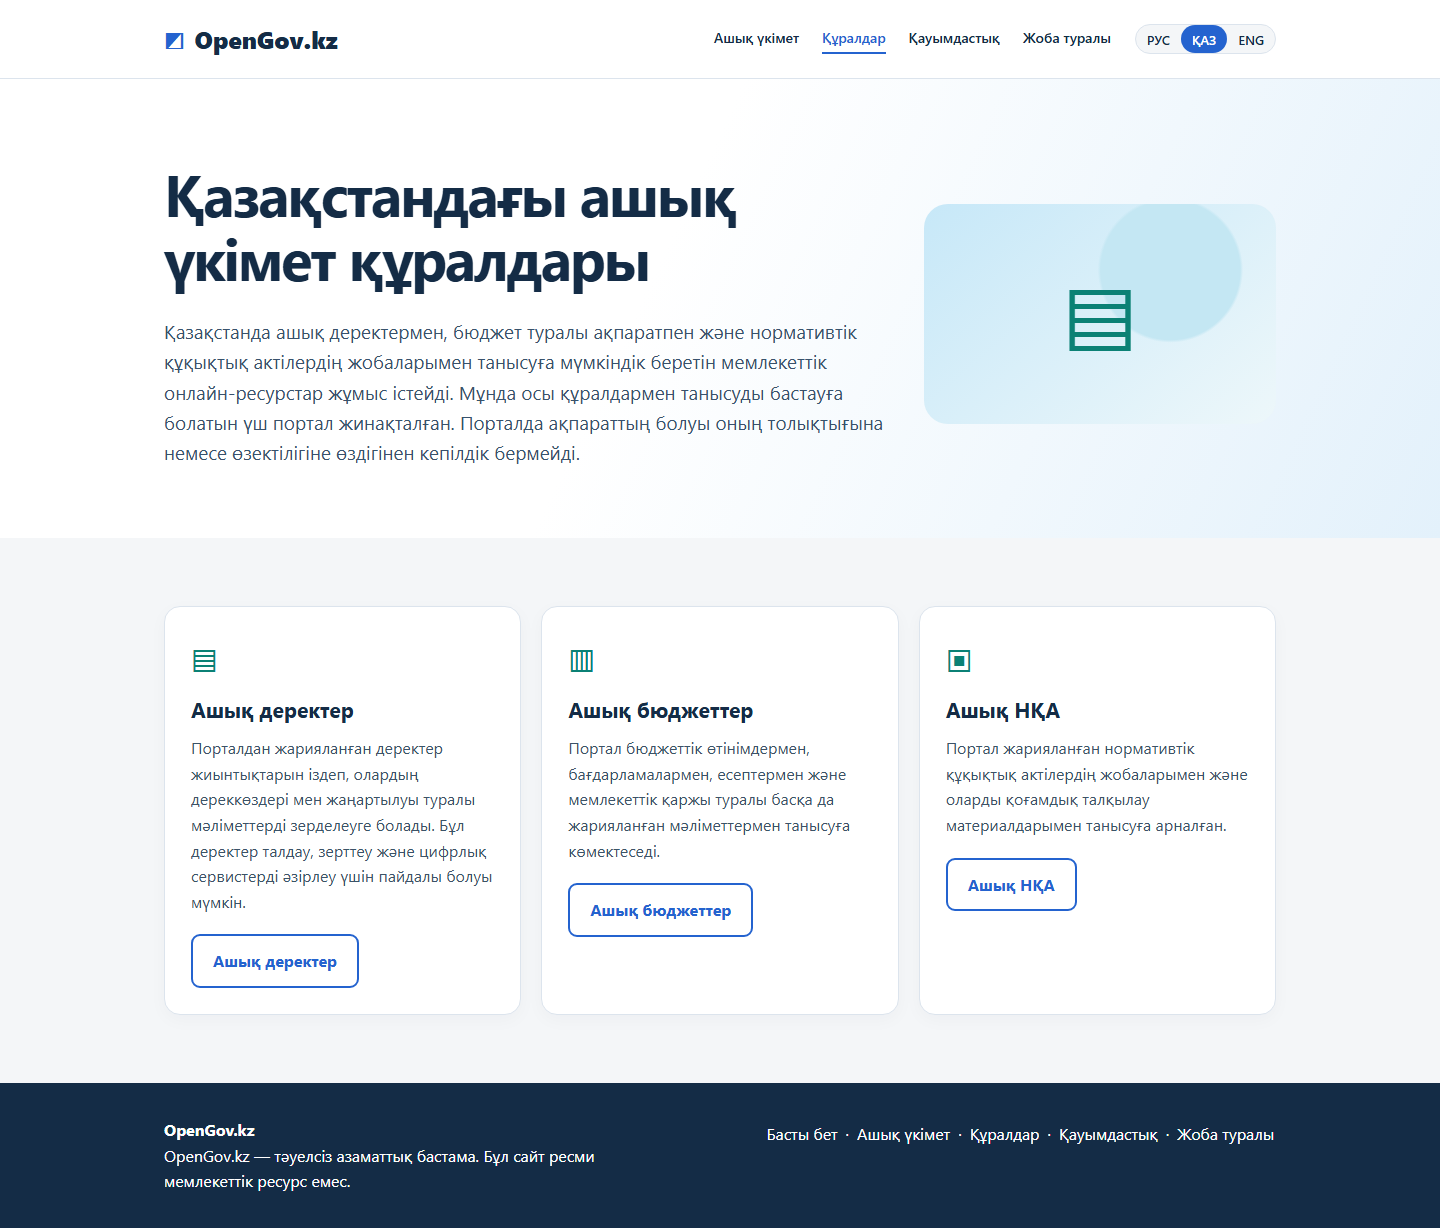 OpenGov.kz
Ашық үкімет
Құралдар
Қауымдастық
Жоба туралы
РУС
ҚАЗ
ENG
Қазақстандағы ашық
үкімет құралдары
Қазақстанда ашық деректермен, бюджет туралы ақпаратпен және нормативтік
құқықтық актілердің жобаларымен танысуға мүмкіндік беретін мемлекеттік
онлайн-ресурстар жұмыс істейді. Мұнда осы құралдармен танысуды бастауға
болатын үш портал жинақталған. Порталда ақпараттың болуы оның толықтығына
немесе өзектілігіне өздігінен кепілдік бермейді.
Ашық деректер
Порталдан жарияланған деректер
жиынтықтарын іздеп, олардың
дереккөздері мен жаңартылуы туралы
мәліметтерді зерделеуге болады. Бұл
деректер талдау, зерттеу және цифрлық
сервистерді әзірлеу үшін пайдалы болуы
мүмкін.
Ашық деректер
Ашық бюджеттер
Портал бюджеттік өтінімдермен,
бағдарламалармен, есептермен және
мемлекеттік қаржы туралы басқа да
жарияланған мәліметтермен танысуға
көмектеседі.
Ашық бюджеттер
Ашық НҚА
Портал жарияланған нормативтік
құқықтық актілердің жобаларымен және
оларды қоғамдық талқылау
материалдарымен танысуға арналған.
Ашық НҚА
OpenGov.kz
OpenGov.kz — тәуелсіз азаматтық бастама. Бұл сайт ресми
мемлекеттік ресурс емес.
Басты бет · Ашық үкімет · Құралдар · Қауымдастық · Жоба туралы